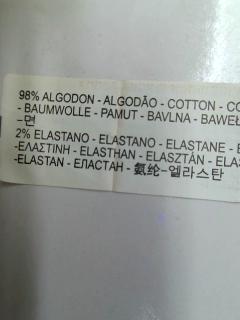 98% ALGODON - ALGODÃO - COTTON -
- BAUMWOLLE - PAMUT - BAVLNA -
-면
2% ELASTANO - ELASTANO - ELASTANE -
-ΕΛΑΣΤΙΝΗ - ELASTHAN - ELASZTÁN -
-ELASTAN - ЕЛАСТАН - 氨纶-엘라스탄